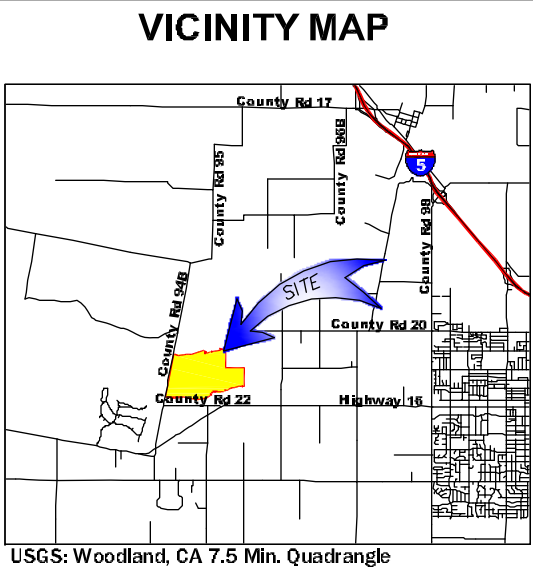 VICINITY MAP
County Rd 17
County Rd 96B
County Rd 95
5
County Rd 98
SITE
County Rd 94B
County Rd 20
County Rd 22
Highway 16
USGS: Woodland, CA 7.5 Min. Quadrangle